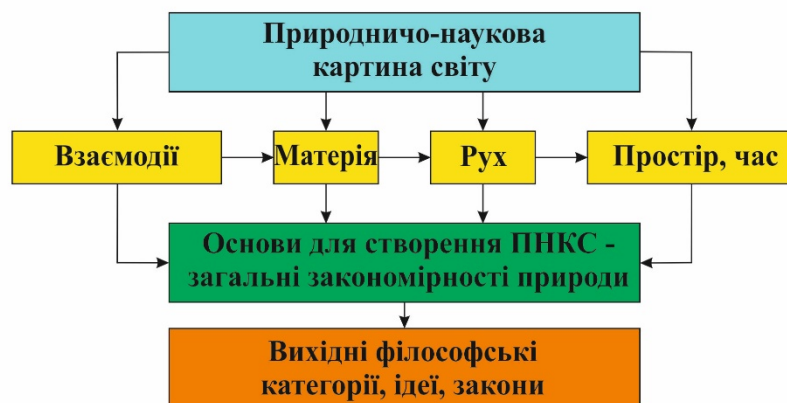 Природничо-наукова
картина світу
Взаємодії
Матерія
Рух
Простір, час
Основи для створення ПНКС -
загальні закономірності природи
Вихідні філософські
категорії, ідеї, закони